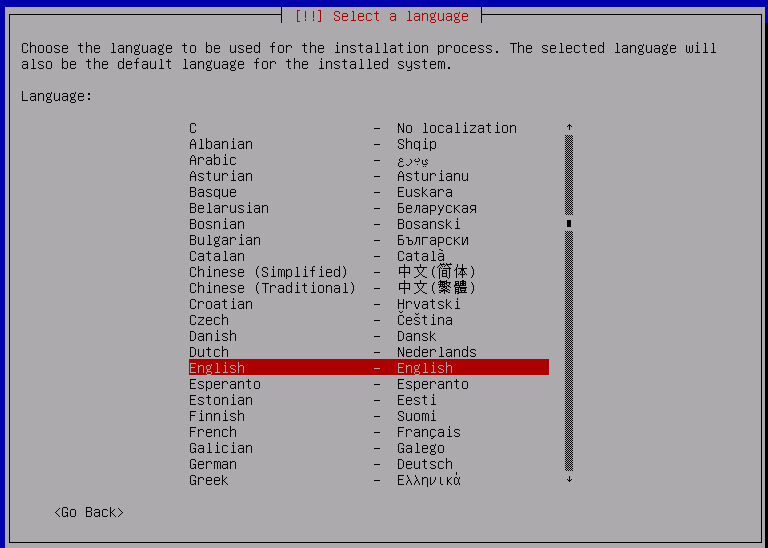 [!!] Select a language
Choose the language to be used for the installation process. The selected language will
also be the default language for the installed system.
Language:
C - No localization
Albanian - Shqip
Arabic - عربي
Asturian - Asturianu
Basque - Euskara
Belarusian - Беларуская
Bosnian - Bosanski
Bulgarian - Български
Catalan - Català
Chinese (Simplified) - 中文(简体)
Chinese (Traditional) - 中文(繁體)
Croatian - Hrvatski
Czech - Čeština
Danish - Dansk
Dutch - Nederlands
English - English
Esperanto - Esperanto
Estonian - Eesti
Finnish - Suomi
French - Français
Galician - Galego
German - Deutsch
Greek - Ελληνικά
<Go Back>